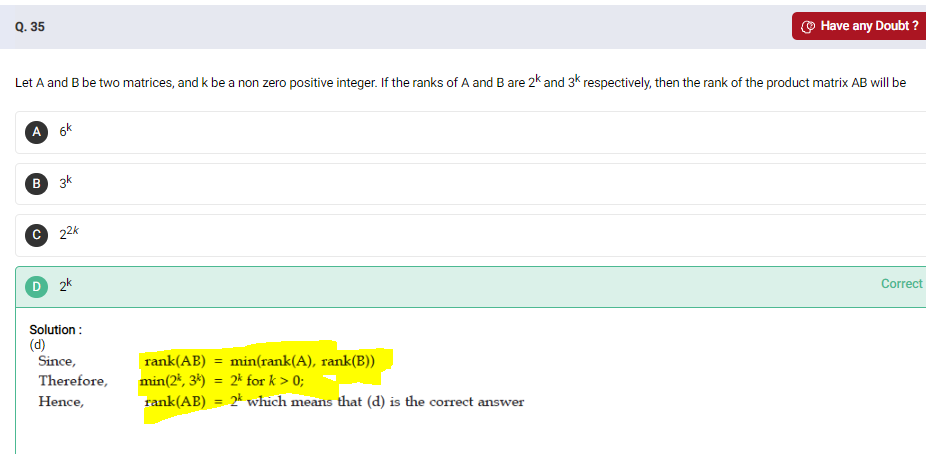 Q. 35
Have any Doubt ?
Let A and B be two matrices, and k be a non zero positive integer. If the ranks of A and B are 2^k and 3^k respectively, then the rank of the product matrix AB will be
A 6^k
B 3^k
C 2^2k
D 2^k Correct
Solution :
(d)
Since, rank(AB) = min(rank(A), rank(B))
Therefore, min(2^k, 3^k) = 2^k for k > 0;
Hence, rank(AB) = 2^k which means that (d) is the correct answer